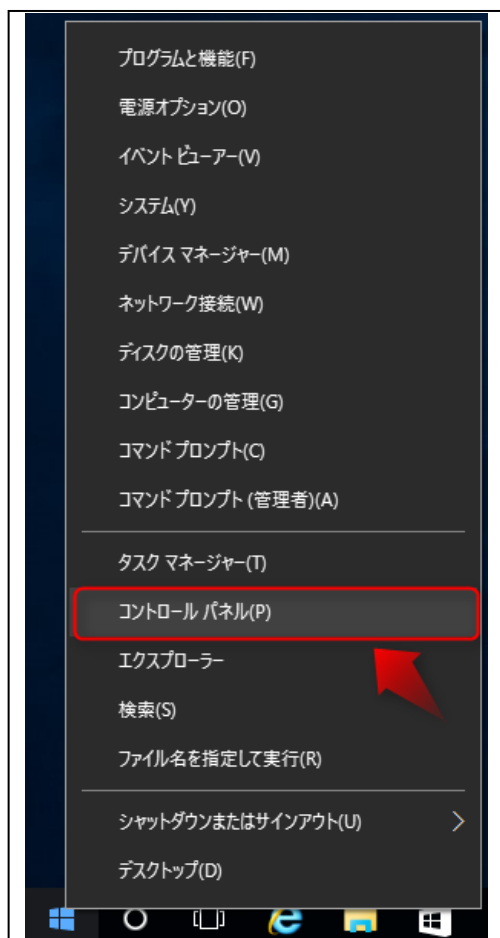 プログラムと機能(F)
電源オプション(O)
イベント ビューアー(V)
システム(Y)
デバイス マネージャー(M)
ネットワーク接続(W)
ディスクの管理(K)
コンピューターの管理(G)
コマンド プロンプト(C)
コマンド プロンプト (管理者)(A)
タスク マネージャー(T)
コントロール パネル(P)
エクスプローラー
検索(S)
ファイル名を指定して実行(R)
シャットダウンまたはサインアウト(U)
デスクトップ(D)